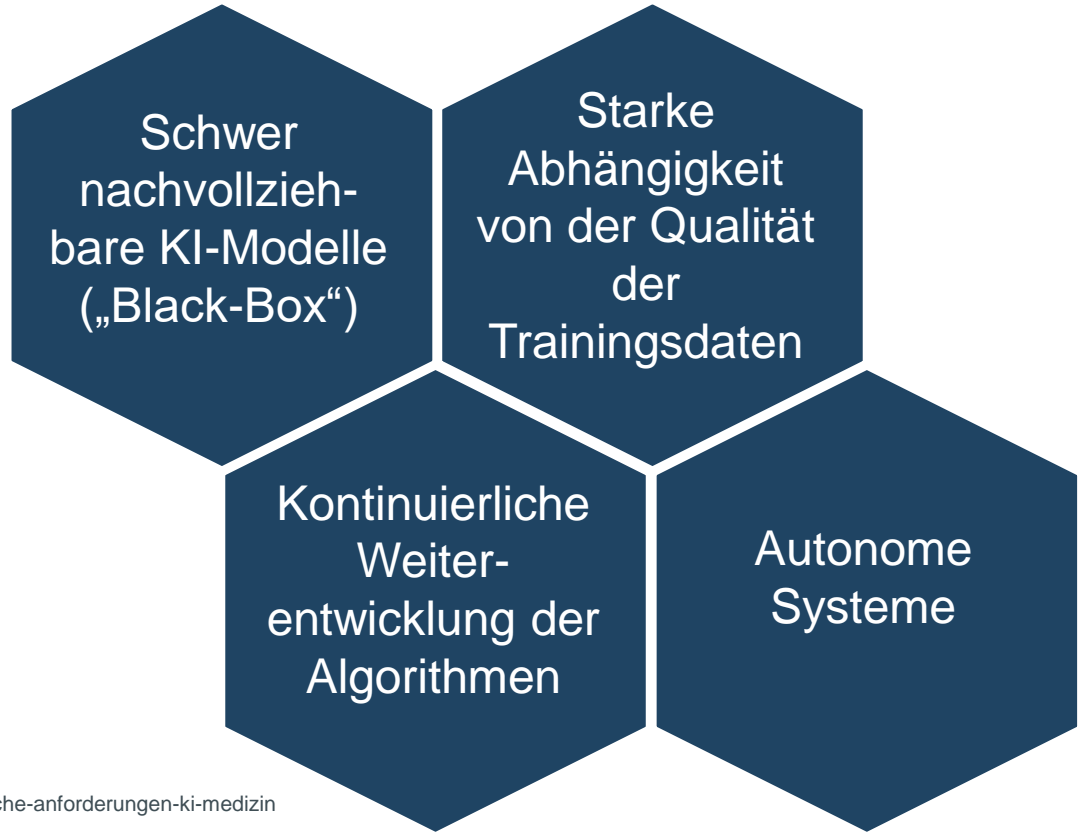 Schwer
nachvollzieh-
bare KI-Modelle
(„Black-Box“)
Starke
Abhängigkeit
von der Qualität
der
Trainingsdaten
Kontinuierliche
Weiter-
entwicklung der
Algorithmen
Autonome
Systeme
che-anforderungen-ki-medizin